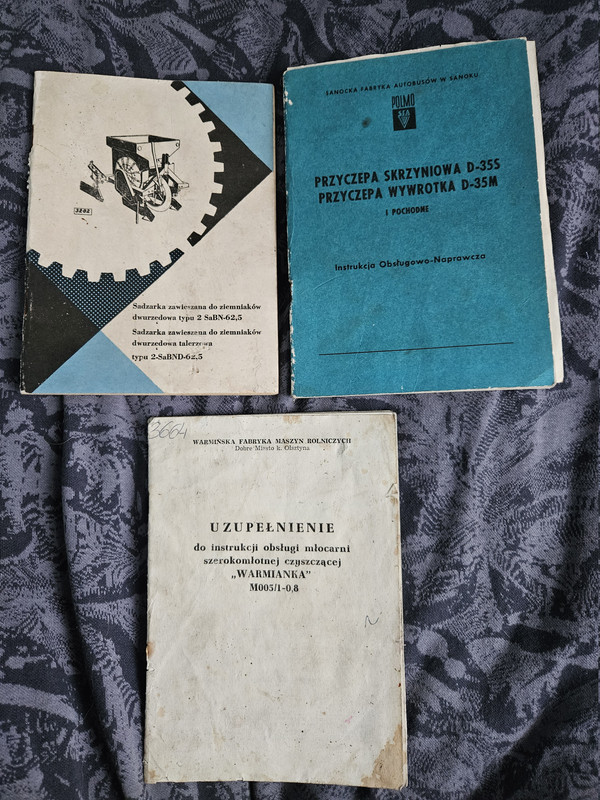 3202
Sadzarka zawieszana do ziemniaków
dwurzędowa typu 2 SaBN-62,5
Sadzarka zawieszana do ziemniaków
dwurzędowa talerzowa
typu 2-SaBND-62,5
SANOCKA FABRYKA AUTOBUSÓW W SANOKU
POLMO
SFA
PRZYCZEPA SKRZYNIOWA D-35S
PRZYCZEPA WYWROTKA D-35M
I POCHODNE
Instrukcja Obsługowo-Naprawcza
3664
WARMIŃSKA FABRYKA MASZYN ROLNICZYCH
Dobre Miasto k. Olsztyna
UZUPEŁNIENIE
do instrukcji obsługi młocarni
szerokomłotnej czyszczącej
„WARMIANKA"
M005/1-0,8
N